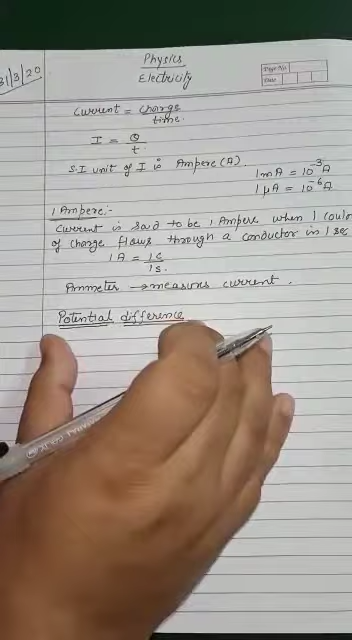 31/3/20
Physics
Electricity
Page No.
Date
Current = Charge
time.
I = Q
t.
S.I unit of I is Ampere (A).
1mA = 10⁻³A
1μA = 10⁻⁶A
1 Ampere:-
Current is said to be 1 Ampere when 1 coulo
of charge flows through a conductor in 1 sec
1A = 1C
1s.
Ammeter → measures current.
Potential difference